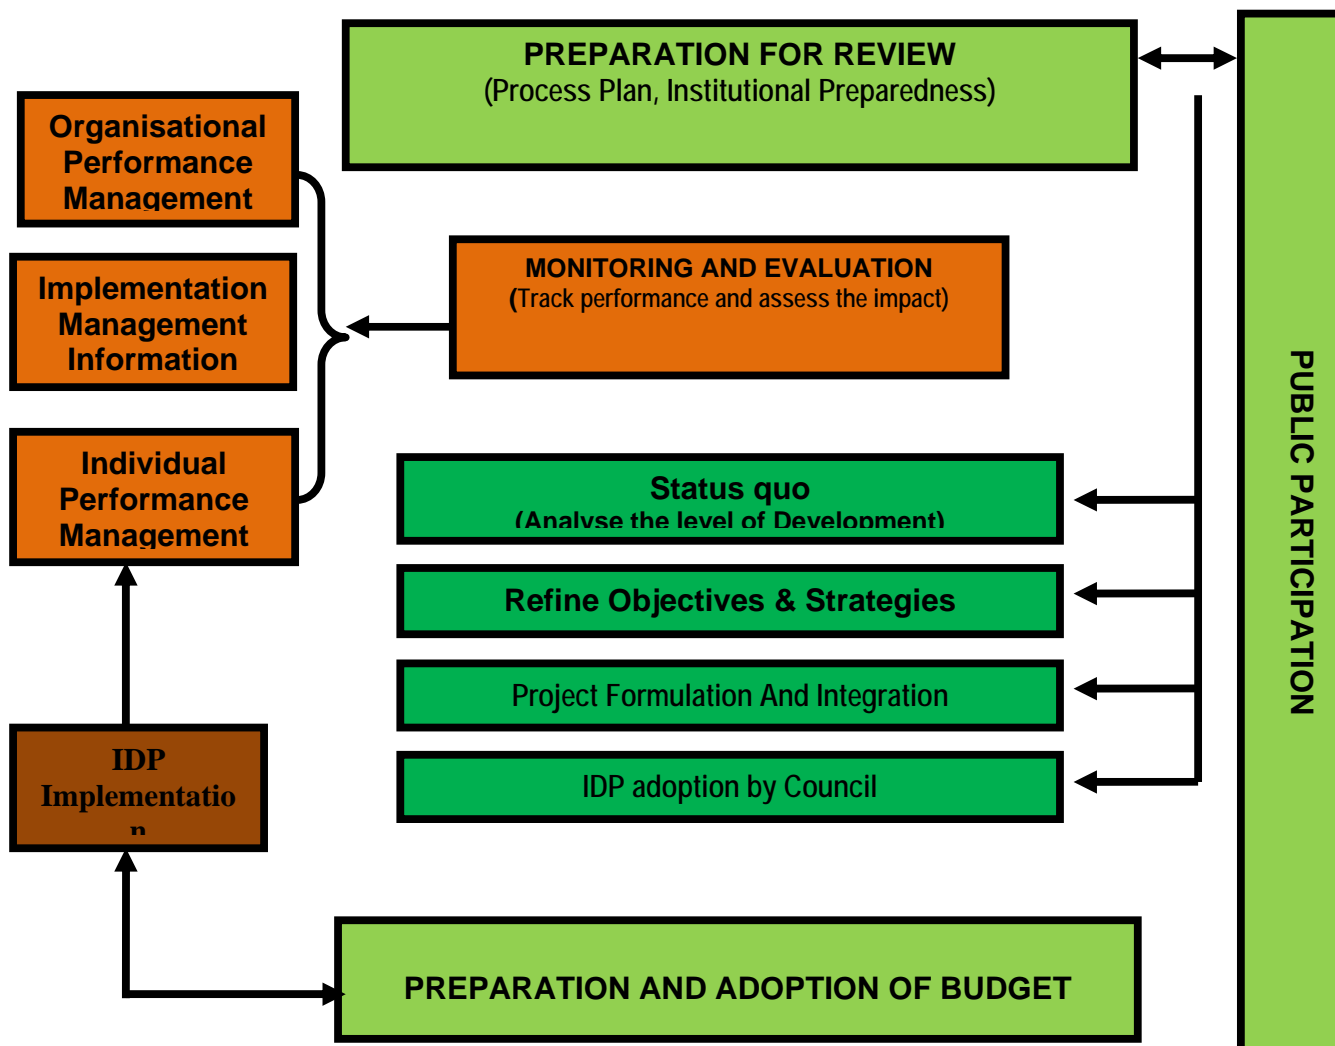 PREPARATION FOR REVIEW
(Process Plan, Institutional Preparedness)
Organisational
Performance
Management
Implementation
Management
Information
MONITORING AND EVALUATION
(Track performance and assess the impact)
Individual
Performance
Management
Status quo
(Analyse the level of Development)
Refine Objectives & Strategies
Project Formulation And Integration
IDP adoption by Council
IDP
Implementatio
n
PREPARATION AND ADOPTION OF BUDGET
PUBLIC PARTICIPATION